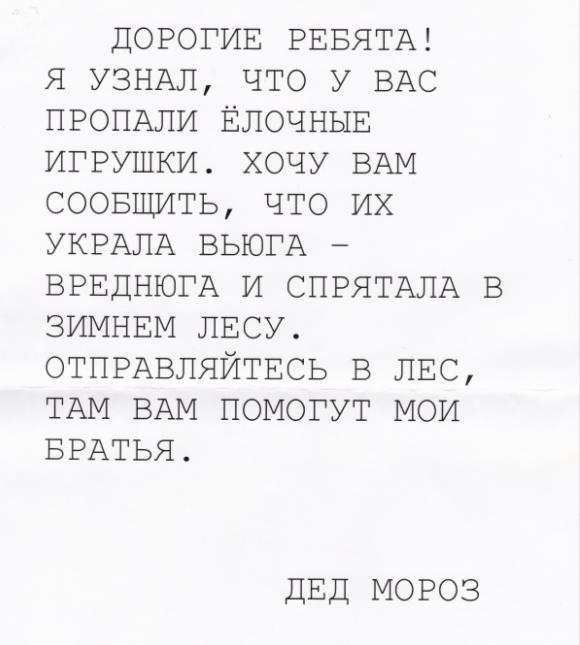 ДОРОГИЕ РЕБЯТА!
Я УЗНАЛ, ЧТО У ВАС
ПРОПАЛИ ЁЛОЧНЫЕ
ИГРУШКИ. ХОЧУ ВАМ
СООБЩИТЬ, ЧТО ИХ
УКРАЛА ВЬЮГА –
ВРЕДНЮГА И СПРЯТАЛА В
ЗИМНЕМ ЛЕСУ.
ОТПРАВЛЯЙТЕСЬ В ЛЕС,
ТАМ ВАМ ПОМОГУТ МОИ
БРАТЬЯ.
ДЕД МОРОЗ